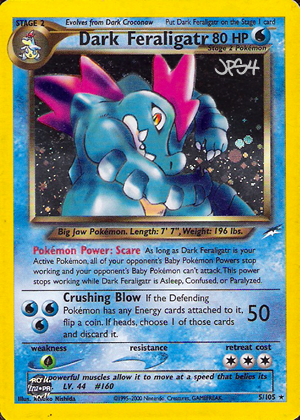 STAGE 2
Evolves from Dark Croconaw
Put Dark Feraligatr on the Stage 1 card
Dark Feraligatr 80 HP
Stage 2 Pokémon
JPS4
Big Jaw Pokémon. Length: 7' 7", Weight: 196 lbs.
Pokémon Power: Scare As long as Dark Feraligatr is your
Active Pokémon, all of your opponent's Baby Pokémon Powers stop
working and your opponent's Baby Pokémon can't attack. This power
stops working while Dark Feraligatr is Asleep, Confused, or Paralyzed.
Crushing Blow If the Defending
Pokémon has any Energy cards attached to it,
flip a coin. If heads, choose 1 of those cards
and discard it.
50
weakness
resistance
retreat cost
powerful muscles allow it to move at a high speed
LV. 44 #160
Illus. Kimiko Nishida
©1995-2000 Nintendo, Creatures, GAMEFREAK.
5/105